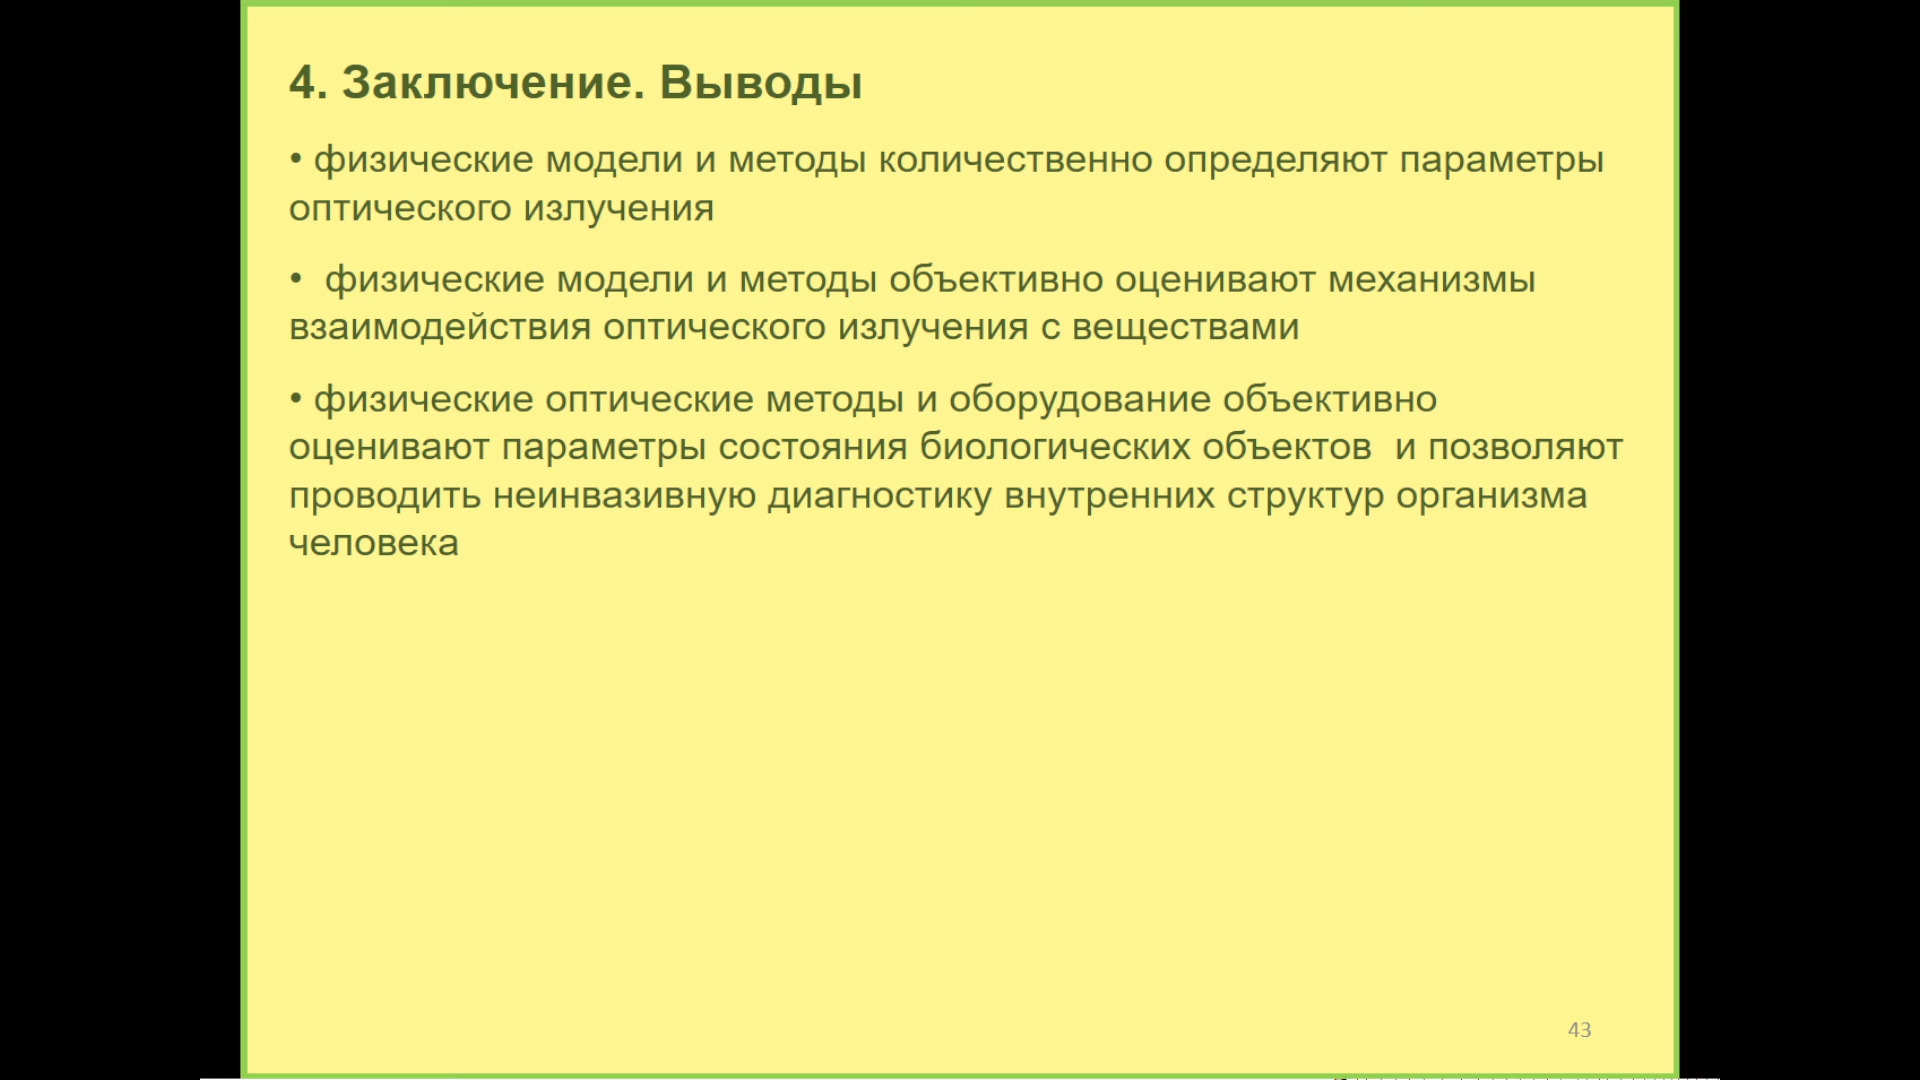 4. Заключение. Выводы
• физические модели и методы количественно определяют параметры
оптического излучения
• физические модели и методы объективно оценивают механизмы
взаимодействия оптического излучения с веществами
• физические оптические методы и оборудование объективно
оценивают параметры состояния биологических объектов и позволяют
проводить неинвазивную диагностику внутренних структур организма
человека
43